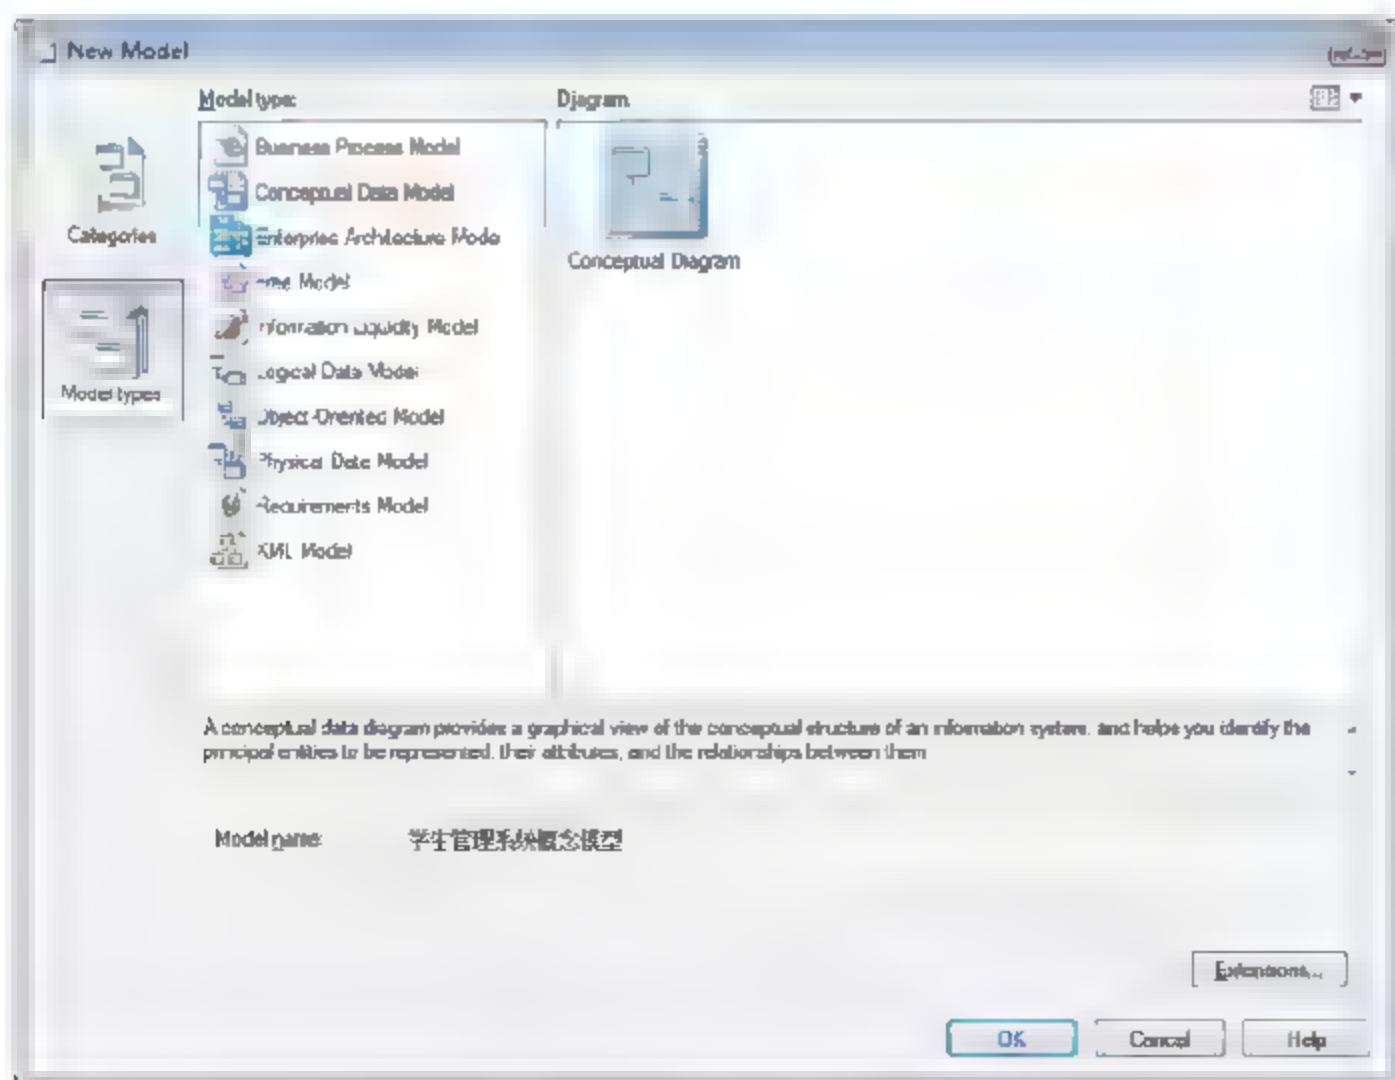 New Model
Model type:
Diagram
Categories
Model types
Business Process Model
Conceptual Data Model
Enterprise Architecture Mode
Free Model
Information Liquidity Model
Logical Data Model
Object-Oriented Model
Physical Data Model
Requirements Model
XML Model
Conceptual Diagram
A conceptual data diagram provides a graphical view of the conceptual structure of an information system, and helps you identify the
principal entities to be represented, their attributes, and the relationships between them
Model name:
学生管理系统概念模型
Extensions...
OK
Cancel
Help